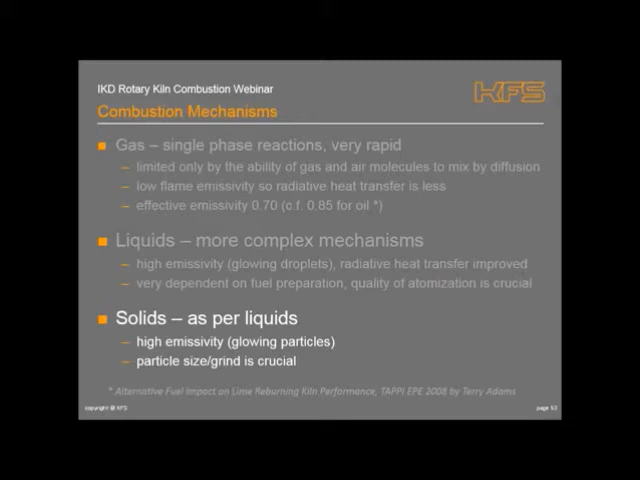 IKD Rotary Kiln Combustion Webinar
KFS
Combustion Mechanisms
Gas – single phase reactions, very rapid
– limited only by the ability of gas and air molecules to mix by diffusion
– low flame emissivity so radiative heat transfer is less
– effective emissivity 0.70 (c.f. 0.85 for oil *)
Liquids – more complex mechanisms
– high emissivity (glowing droplets), radiative heat transfer improved
– very dependent on fuel preparation, quality of atomization is crucial
Solids – as per liquids
– high emissivity (glowing particles)
– particle size/grind is crucial
* Alternative Fuel Impact on Lime Reburning Kiln Performance, TAPPI EPE 2008 by Terry Adams
copyright @ KFS
page 53